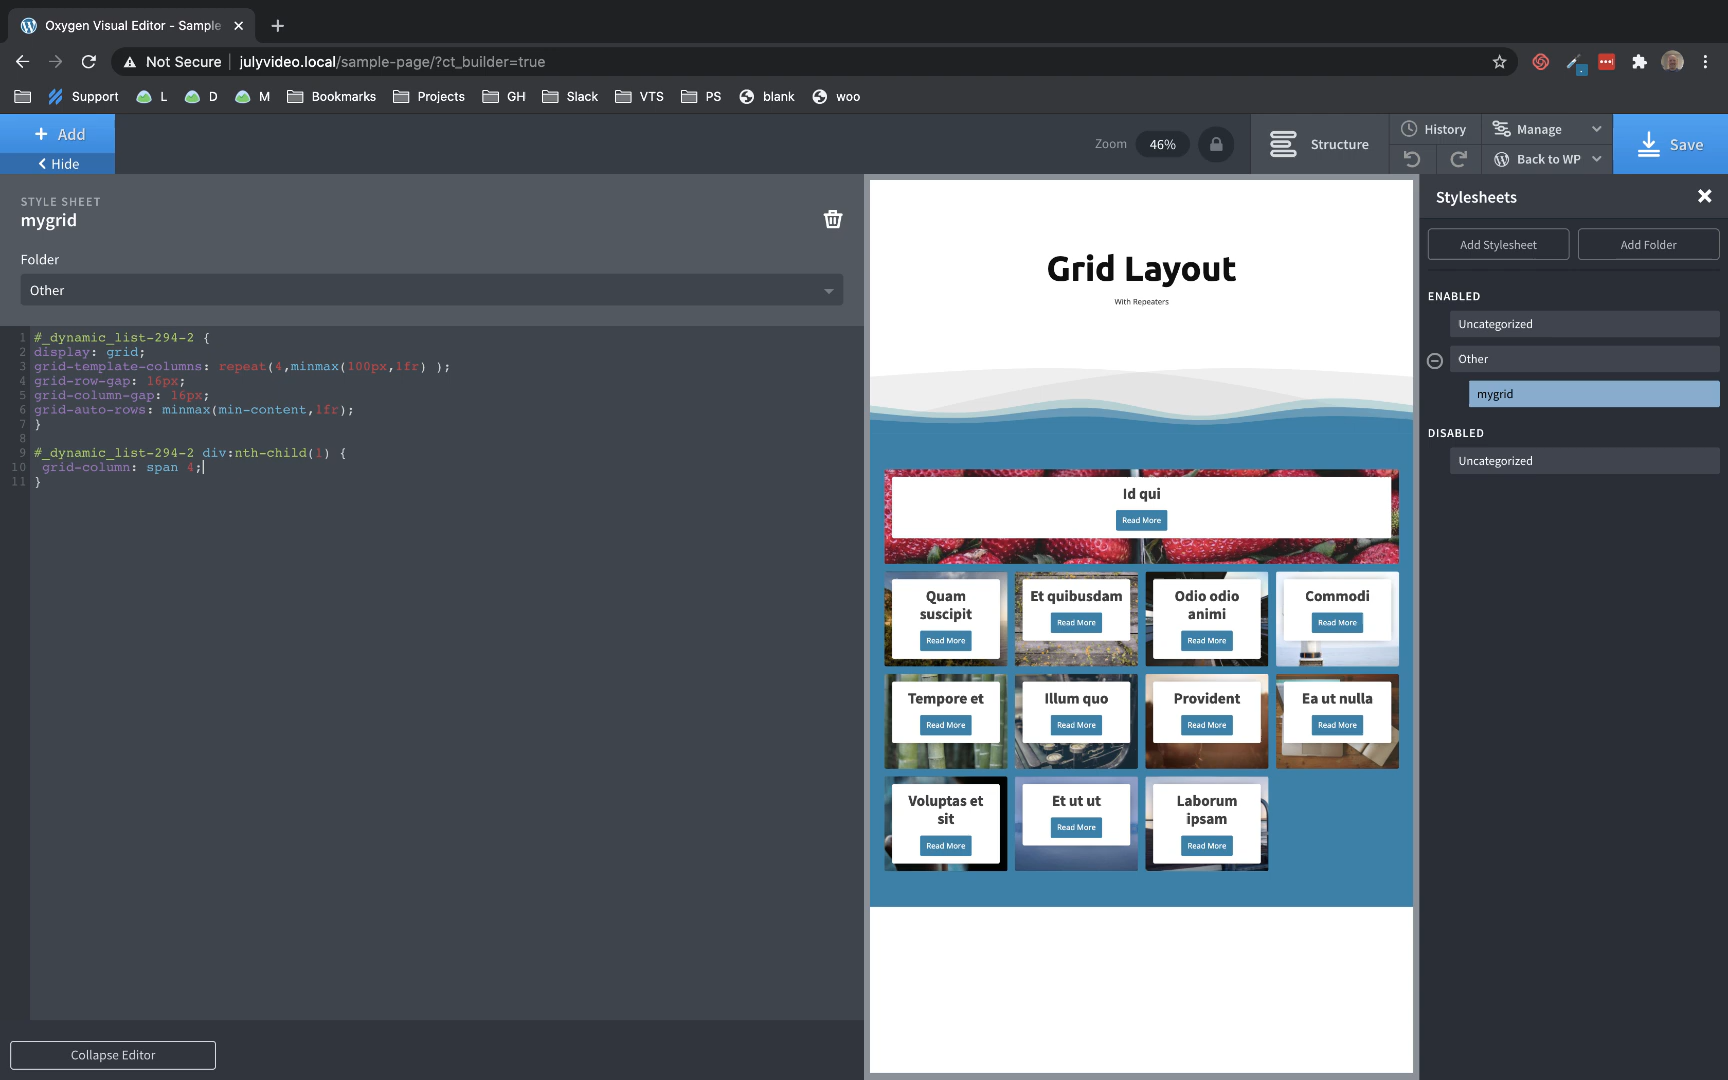 Oxygen Visual Editor - Sample
Not Secure
julyvideo.local/sample-page/?ct_builder=true
Support
L
D
M
Bookmarks
Projects
GH
Slack
VTS
PS
blank
woo
+ Add
Hide
Zoom
46%
Structure
History
Manage
Back to WP
Save
STYLE SHEET
mygrid
Folder
Other
1 #_dynamic_list-294-2 {
2 display: grid;
3 grid-template-columns: repeat(4,minmax(100px,1fr) );
4 grid-row-gap: 16px;
5 grid-column-gap: 16px;
6 grid-auto-rows: minmax(min-content,1fr);
7 }
8
9 #_dynamic_list-294-2 div:nth-child(1) {
10 grid-column: span 4;
11 }
Collapse Editor
Grid Layout
With Repeaters
Id qui
Read More
Quam
suscipit
Read More
Et quibusdam
Read More
Odio odio
animi
Read More
Commodi
Read More
Tempore et
Read More
Illum quo
Read More
Provident
Read More
Ea ut nulla
Read More
Voluptas et
sit
Read More
Et ut ut
Read More
Laborum
ipsam
Read More
Stylesheets
Add Stylesheet
Add Folder
ENABLED
Uncategorized
Other
mygrid
DISABLED
Uncategorized